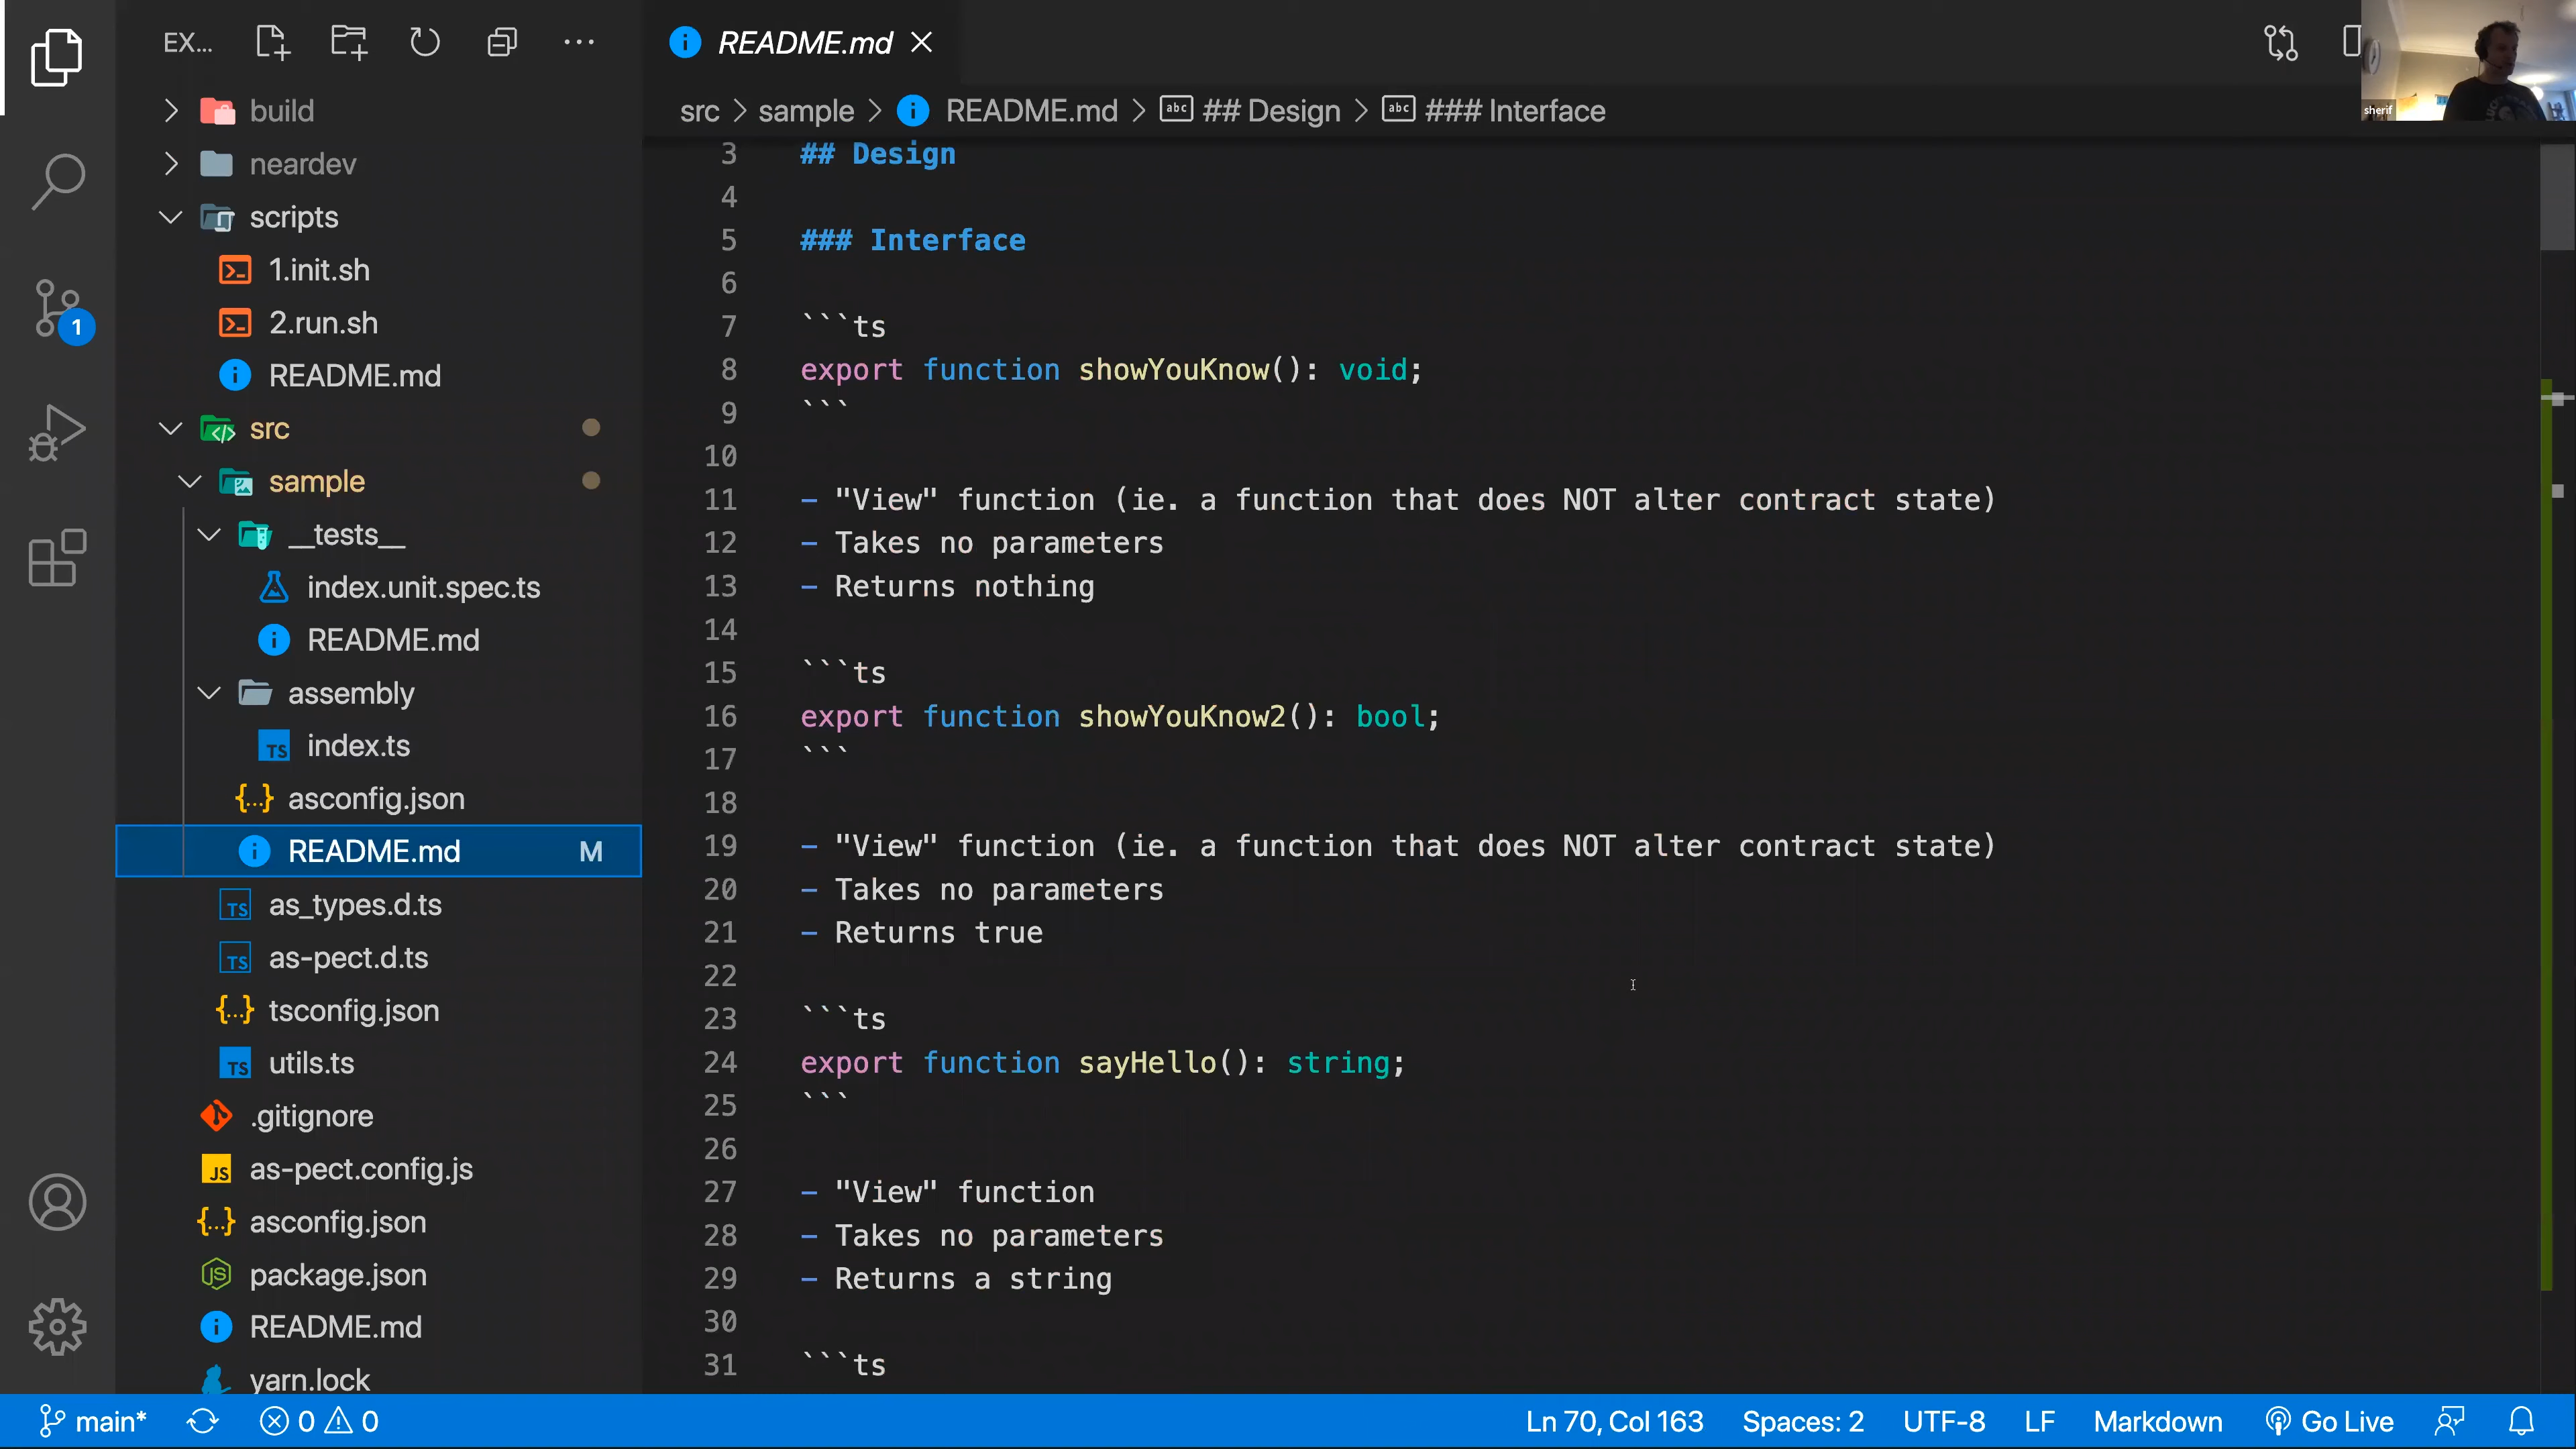 EX...
README.md
src > sample > README.md > ## Design > ### Interface
sherif
build
neardev
scripts
1.init.sh
2.run.sh
README.md
src
sample
__tests__
index.unit.spec.ts
README.md
assembly
TS index.ts
{...} asconfig.json
README.md M
TS as_types.d.ts
TS as-pect.d.ts
{...} tsconfig.json
TS utils.ts
.gitignore
JS as-pect.config.js
{...} asconfig.json
JS package.json
README.md
yarn.lock
1
3 ## Design
4
5 ### Interface
6
7 ```ts
8 export function showYouKnow(): void;
9 ```
10
11 - "View" function (ie. a function that does NOT alter contract state)
12 - Takes no parameters
13 - Returns nothing
14
15 ```ts
16 export function showYouKnow2(): bool;
17 ```
18
19 - "View" function (ie. a function that does NOT alter contract state)
20 - Takes no parameters
21 - Returns true
22
23 ```ts
24 export function sayHello(): string;
25 ```
26
27 - "View" function
28 - Takes no parameters
29 - Returns a string
30
31 ```ts
main* 0 0 Ln 70, Col 163 Spaces: 2 UTF-8 LF Markdown Go Live